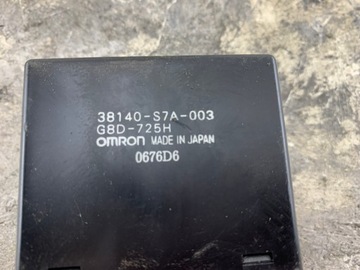 38140-S7A-003
G8D-725H
OMRON MADE IN JAPAN
0676D6